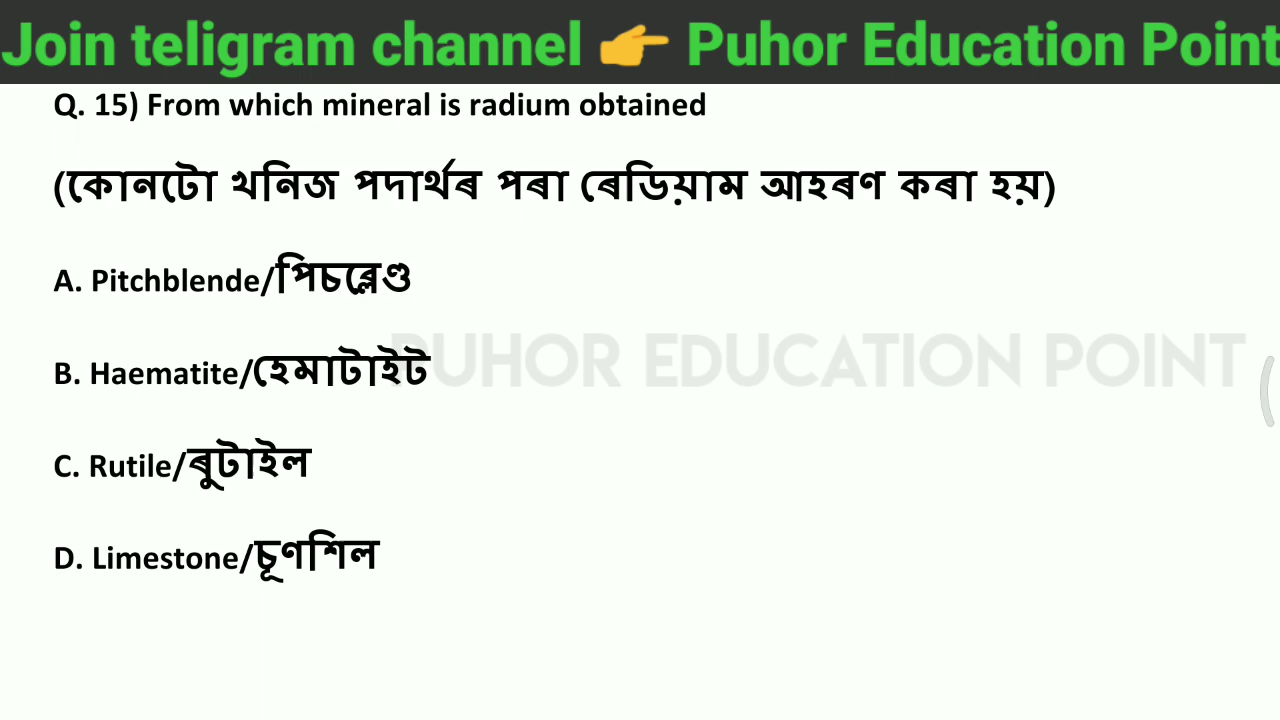 Join teligram channel 👉 Puhor Education Point
Q. 15) From which mineral is radium obtained
(কোনটো খনিজ পদাৰ্থৰ পৰা ৰেডিয়াম আহৰণ কৰা হয়)
A. Pitchblende/পিচব্লেণ্ড
B. Haematite/হেমাটাইট
PUHOR EDUCATION POINT
C. Rutile/ৰুটাইল
D. Limestone/চূণশিল